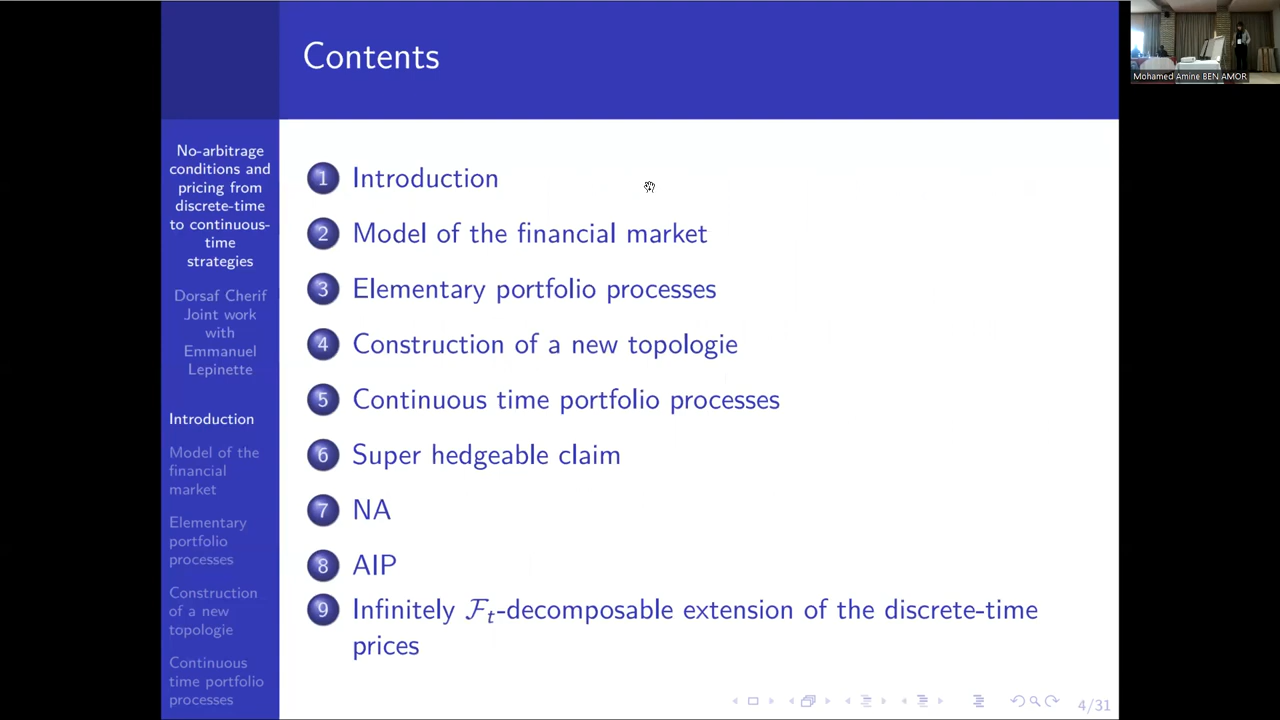 Contents
No-arbitrage
conditions and
pricing from
discrete-time
to continuous-
time
strategies
Dorsaf Cherif
Joint work
with
Emmanuel
Lepinette
Introduction
Model of the
financial
market
Elementary
portfolio
processes
Construction
of a new
topologie
Continuous
time portfolio
processes
1 Introduction
2 Model of the financial market
3 Elementary portfolio processes
4 Construction of a new topologie
5 Continuous time portfolio processes
6 Super hedgeable claim
7 NA
8 AIP
9 Infinitely 𝓕ₜ-decomposable extension of the discrete-time
prices
4/31
Mohamed Amine BEN AMOR